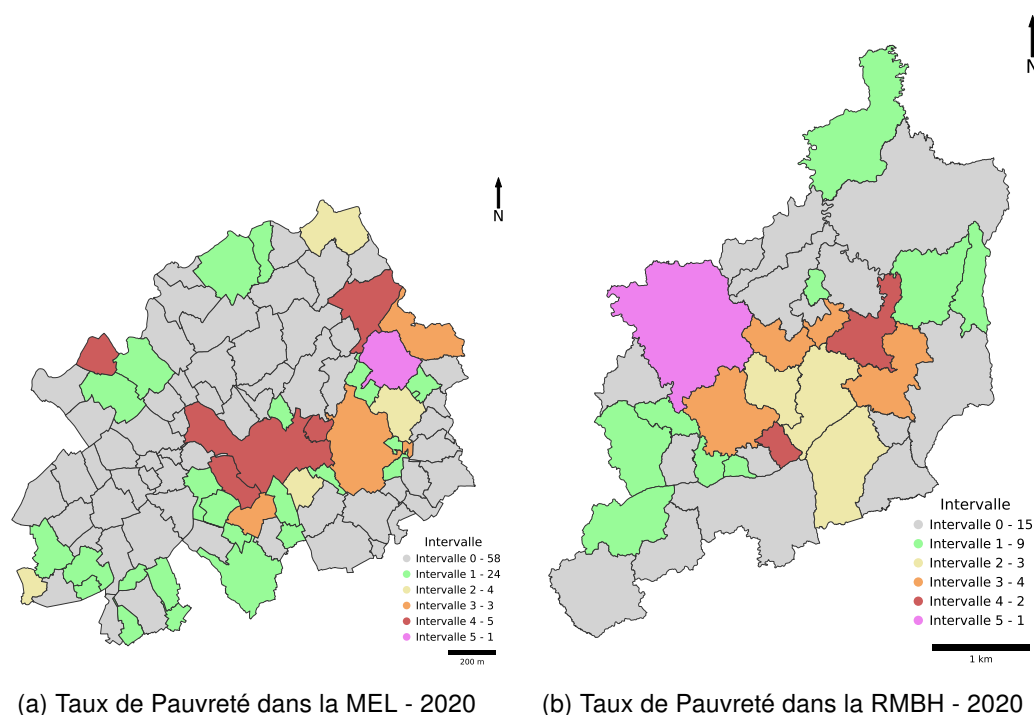 N
Intervalle
Intervalle 0 - 58
Intervalle 1 - 24
Intervalle 2 - 4
Intervalle 3 - 3
Intervalle 4 - 5
Intervalle 5 - 1
200 m
(a) Taux de Pauvreté dans la MEL - 2020
N
Intervalle
Intervalle 0 - 15
Intervalle 1 - 9
Intervalle 2 - 3
Intervalle 3 - 4
Intervalle 4 - 2
Intervalle 5 - 1
1 km
(b) Taux de Pauvreté dans la RMBH - 2020